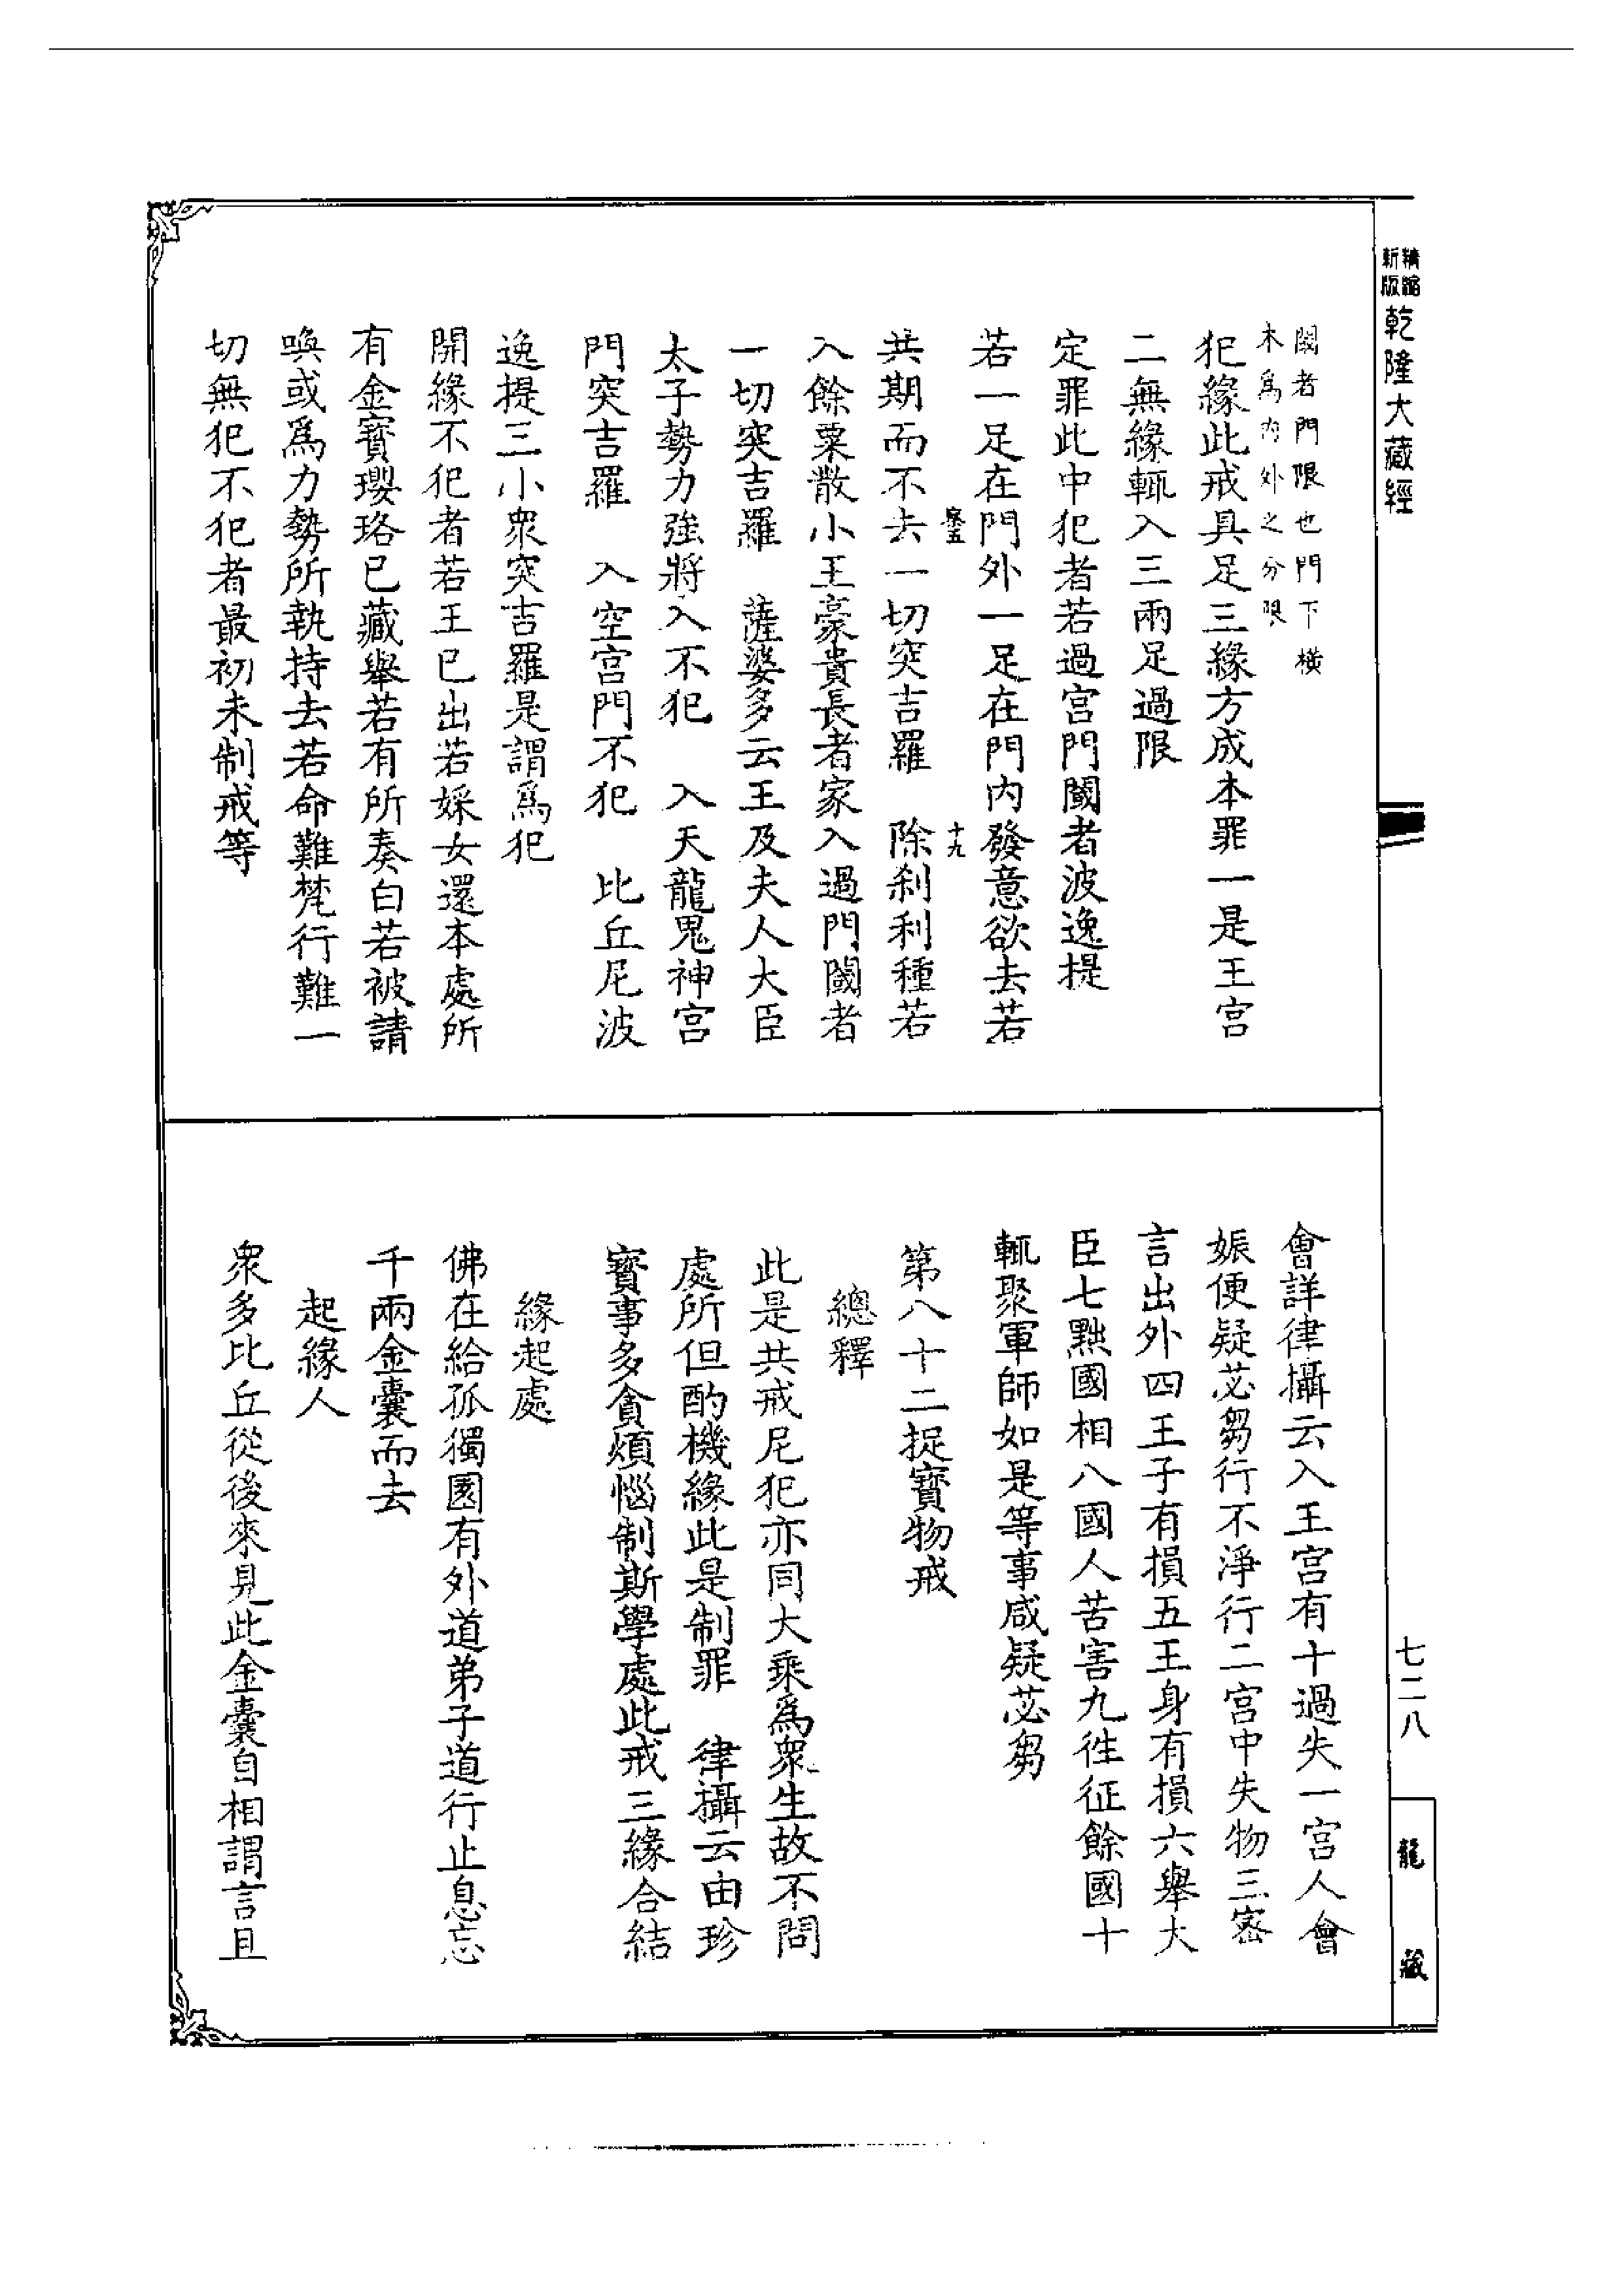 精縮
新版
乾隆大藏經
閫者門限也門下橫
木爲內外之分限
犯緣此戒具足三緣方成本罪一是王宮
二無緣輒入三兩足過限
定罪此中犯者若過宮門閫者波逸提
若一足在門外一足在門內發意欲去若
十九
共期而不去一切突吉羅　除刹利種若
入餘粟散小王豪貴長者家入過門閫者
一切突吉羅　薩婆多云王及夫人大臣
太子勢力強將入不犯　入天龍鬼神宮
門突吉羅　入空宮門不犯　比丘尼波
逸提三小衆突吉羅是謂爲犯
開緣不犯者若王已出若婇女還本處所
有金寶瓔珞已藏舉若有所奏白若被請
喚或爲力勢所執持去若命難梵行難一
切無犯不犯者最初未制戒等
會詳律攝云入王宮有十過失一宮人會
娠便疑苾芻行不淨行二宮中失物三密
言出外四王子有損五王身有損六舉大
臣七黜國相八國人苦害九徃征餘國十
輒聚軍師如是等事咸疑苾芻
第八十二捉寶物戒
總釋
此是共戒尼犯亦同大乘爲衆生故不問
處所但酌機緣此是制罪　律攝云由珍
寶事多貪煩惱制斯學處此戒三緣合結
緣起處
佛在給孤獨園有外道弟子道行止息忘
千兩金囊而去
起緣人
衆多比丘從後來見此金囊自相謂言且
七二八
龍
藏